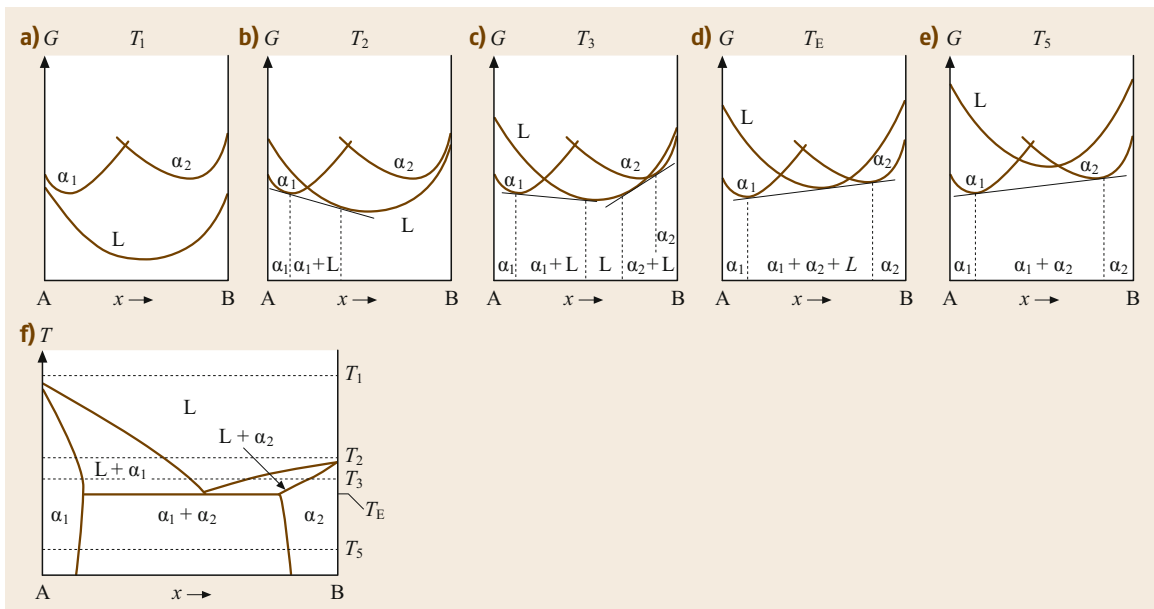 a) G T1 b) G T2 c) G T3 d) G TE e) G T5
α1 L
A x B
α1 α2 L
α1 α1+L
A x B
L α1 α2
α2
α1 α1+L L α2+L
A x B
L α1 α2
α1 α1 + α2 + L α2
A x B
L α1 α2
α1 α1 + α2 α2
A x B
f) T
T1
L
L + α2
T2
L + α1
T3
TE
α1 α1 + α2 α2
T5
A x B